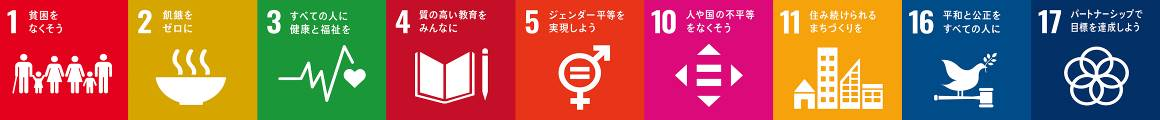 1 貧困を
なくそう
2 飢餓を
ゼロに
3 すべての人に
健康と福祉を
4 質の高い教育を
みんなに
5 ジェンダー平等を
実現しよう
10 人や国の不平等
をなくそう
11 住み続けられる
まちづくりを
16 平和と公正を
すべての人に
17 パートナーシップで
目標を達成しよう